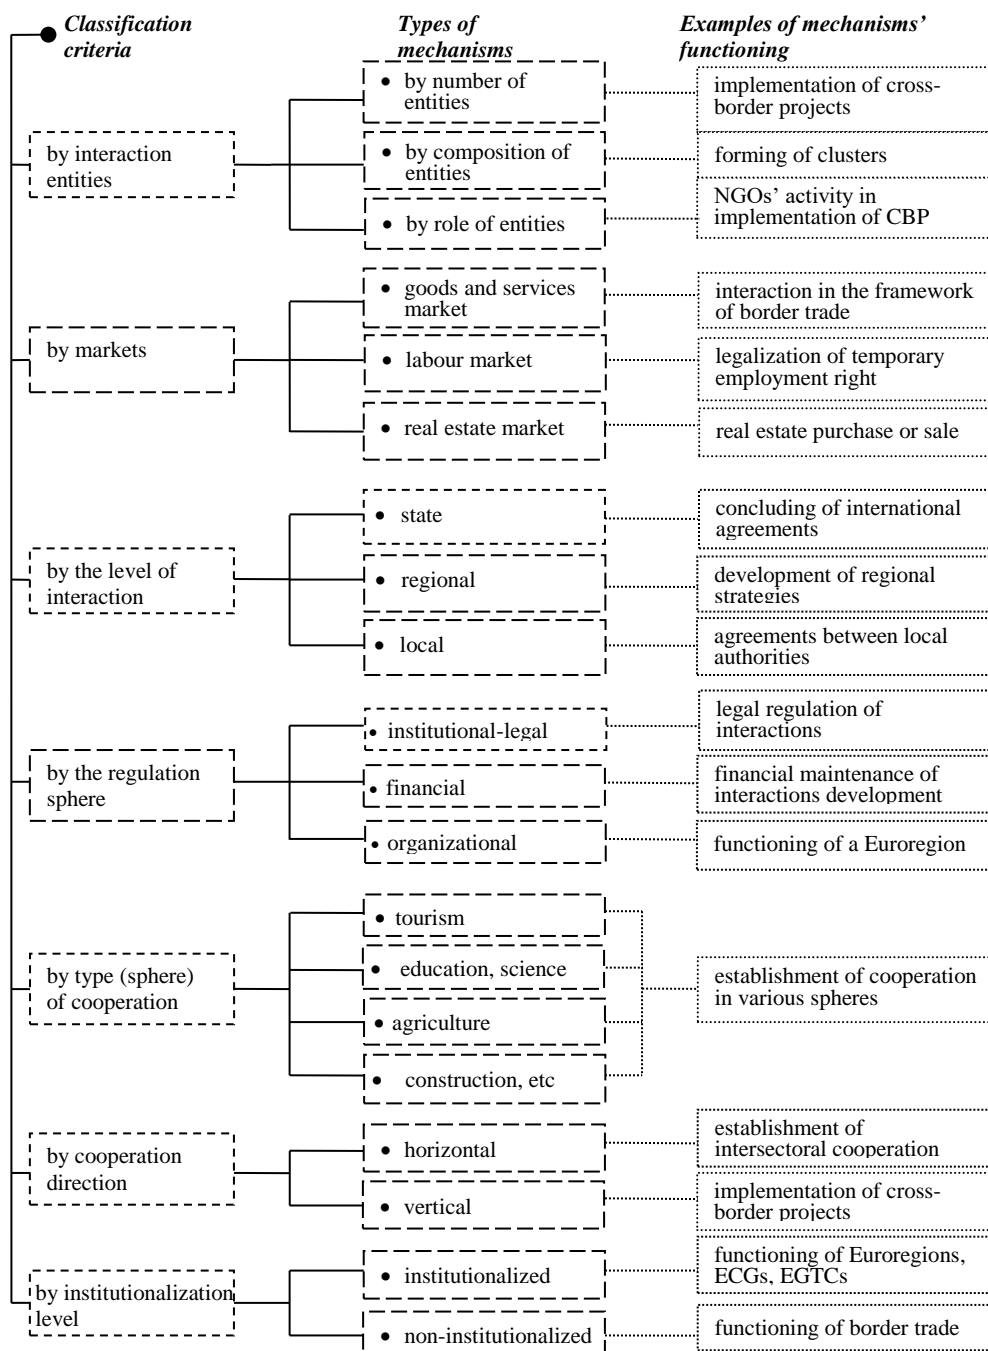 Classification
criteria
Types of
mechanisms
Examples of mechanisms’
functioning
by interaction
entities
• by number of
entities
implementation of cross-
border projects
• by composition of
entities
forming of clusters
• by role of entities
NGOs’ activity in
implementation of CBP
by markets
• goods and services
market
interaction in the framework
of border trade
• labour market
legalization of temporary
employment right
• real estate market
real estate purchase or sale
by the level of
interaction
• state
concluding of international
agreements
• regional
development of regional
strategies
• local
agreements between local
authorities
by the regulation
sphere
• institutional-legal
legal regulation of
interactions
• financial
financial maintenance of
interactions development
• organizational
functioning of a Euroregion
by type (sphere)
of cooperation
• tourism
• education, science
• agriculture
• construction, etc
establishment of cooperation
in various spheres
by cooperation
direction
• horizontal
establishment of
intersectoral cooperation
• vertical
implementation of cross-
border projects
by institutionalization
level
• institutionalized
functioning of Euroregions,
ECGs, EGTCs
• non-institutionalized
functioning of border trade